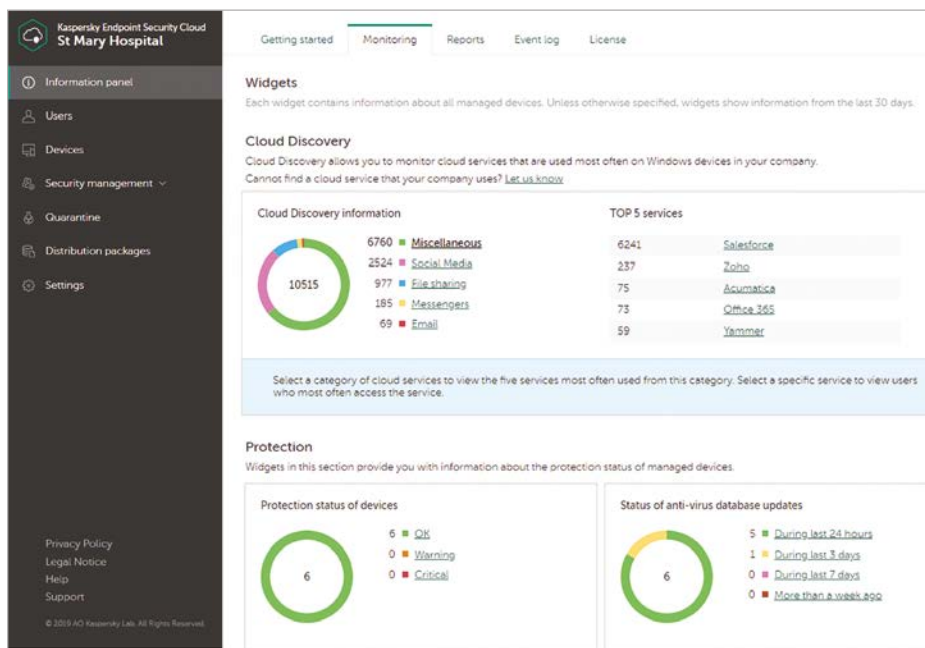 Kaspersky Endpoint Security Cloud
St Mary Hospital
Information panel
Users
Devices
Security management
Quarantine
Distribution packages
Settings
Privacy Policy
Legal Notice
Help
Support
© 2019 AO Kaspersky Lab. All Rights Reserved.
Getting started Monitoring Reports Event log License
Widgets
Each widget contains information about all managed devices. Unless otherwise specified, widgets show information from the last 30 days.
Cloud Discovery
Cloud Discovery allows you to monitor cloud services that are used most often on Windows devices in your company.
Cannot find a cloud service that your company uses? Let us know
Cloud Discovery information
10515
6760 Miscellaneous
2524 Social Media
977 File sharing
185 Messengers
69 Email
TOP 5 services
6241 Salesforce
237 Zoho
75 Acumatica
73 Office 365
59 Yammer
Select a category of cloud services to view the five services most often used from this category. Select a specific service to view users
who most often access the service.
Protection
Widgets in this section provide you with information about the protection status of managed devices.
Protection status of devices
6
6 OK
0 Warning
0 Critical
Status of anti-virus database updates
6
5 During last 24 hours
1 During last 3 days
0 During last 7 days
0 More than a week ago